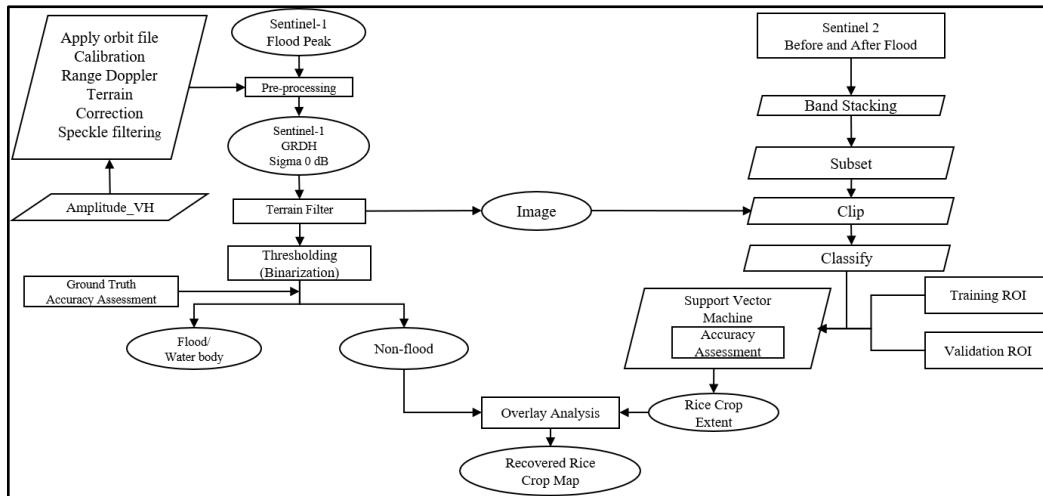 Apply orbit file
Calibration
Range Doppler
Terrain
Correction
Speckle filtering
Amplitude_VH
Sentinel-1
Flood Peak
Pre-processing
Sentinel-1
GRDH
Sigma 0 dB
Terrain Filter
Thresholding
(Binarization)
Ground Truth
Accuracy Assessment
Flood/
Water body
Non-flood
Image
Sentinel 2
Before and After Flood
Band Stacking
Subset
Clip
Classify
Support Vector
Machine
Accuracy
Assessment
Training ROI
Validation ROI
Rice Crop
Extent
Overlay Analysis
Recovered Rice
Crop Map